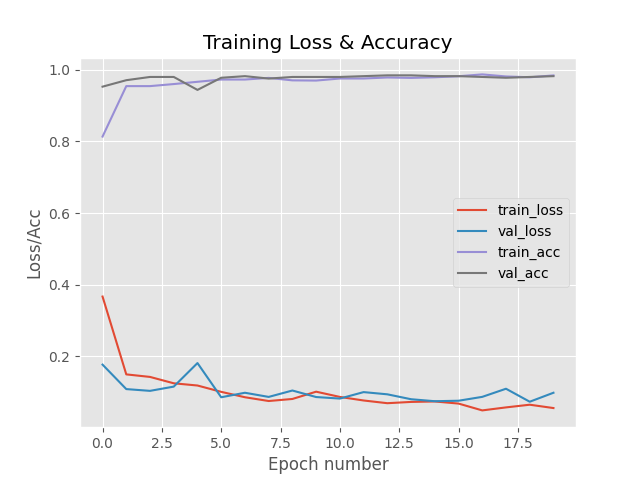 Training Loss & Accuracy
1.0
0.8
0.6
0.4
0.2
Loss/Acc
train_loss
val_loss
train_acc
val_acc
0.0 2.5 5.0 7.5 10.0 12.5 15.0 17.5
Epoch number